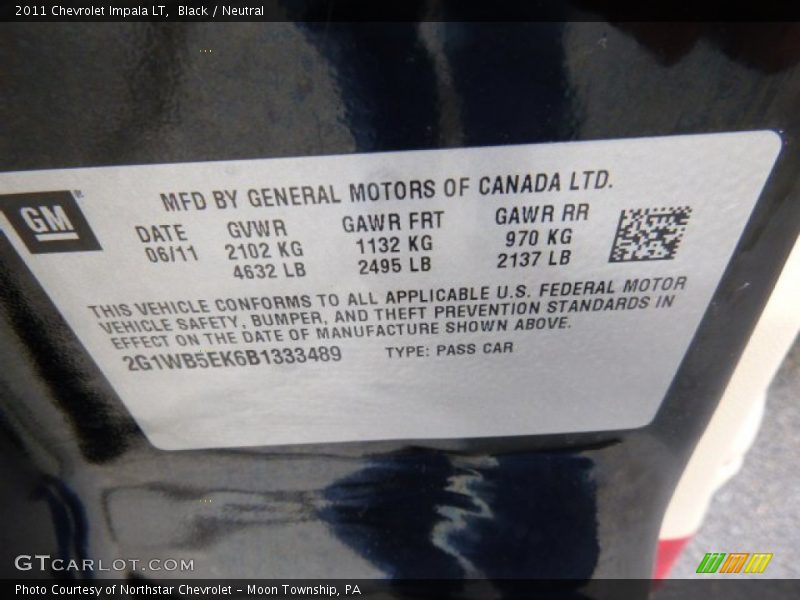 2011 Chevrolet Impala LT, Black / Neutral
MFD BY GENERAL MOTORS OF CANADA LTD.
GM
DATE GVWR GAWR FRT GAWR RR
06/11 2102 KG 1132 KG 970 KG
4632 LB 2495 LB 2137 LB
THIS VEHICLE CONFORMS TO ALL APPLICABLE U.S. FEDERAL MOTOR
VEHICLE SAFETY, BUMPER, AND THEFT PREVENTION STANDARDS IN
EFFECT ON THE DATE OF MANUFACTURE SHOWN ABOVE.
2G1WB5EK6B1333489 TYPE: PASS CAR
GTCARLOT.COM
Photo Courtesy of Northstar Chevrolet - Moon Township, PA